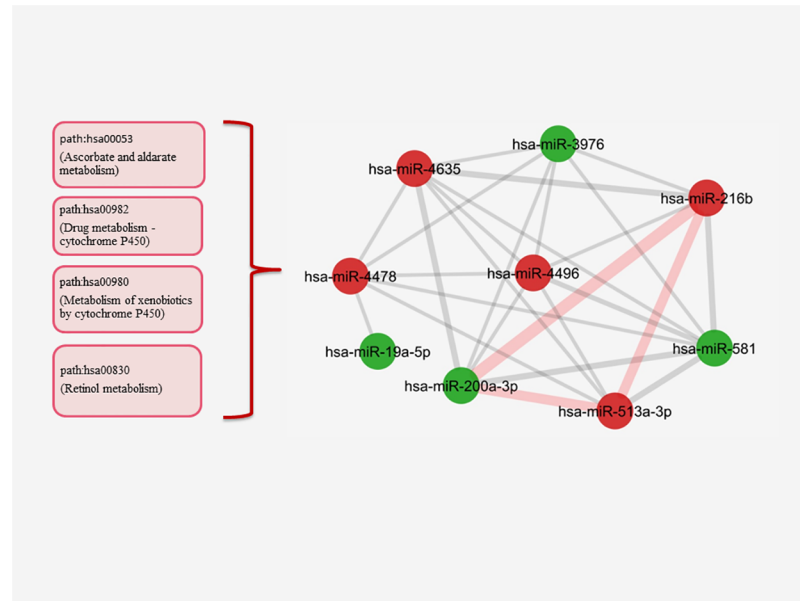 path:hsa00053
(Ascorbate and aldarate
metabolism)
path:hsa00982
(Drug metabolism -
cytochrome P450)
path:hsa00980
(Metabolism of xenobiotics
by cytochrome P450)
path:hsa00830
(Retinol metabolism)
hsa-miR-3976
hsa-miR-4635
hsa-miR-216b
hsa-miR-4478
hsa-miR-4496
hsa-miR-19a-5p
hsa-miR-581
hsa-miR-200a-3p
hsa-miR-513a-3p